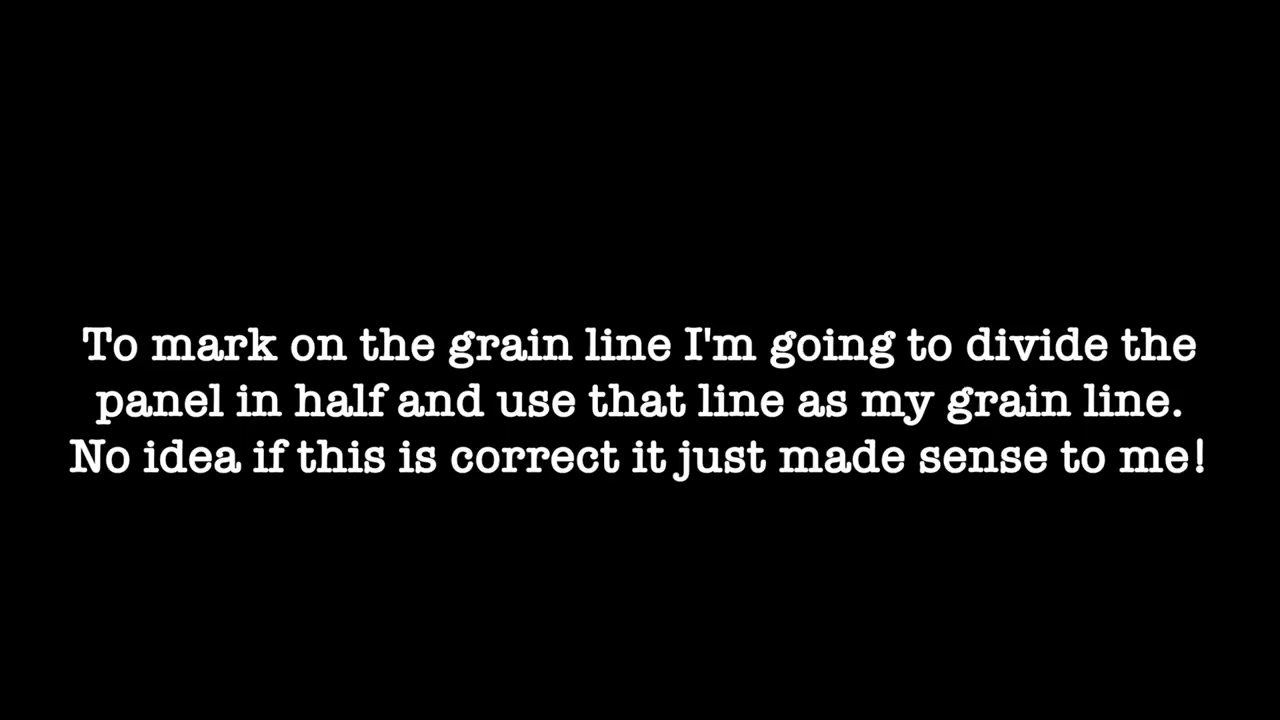 To mark on the grain line I'm going to divide the
panel in half and use that line as my grain line.
No idea if this is correct it just made sense to me!